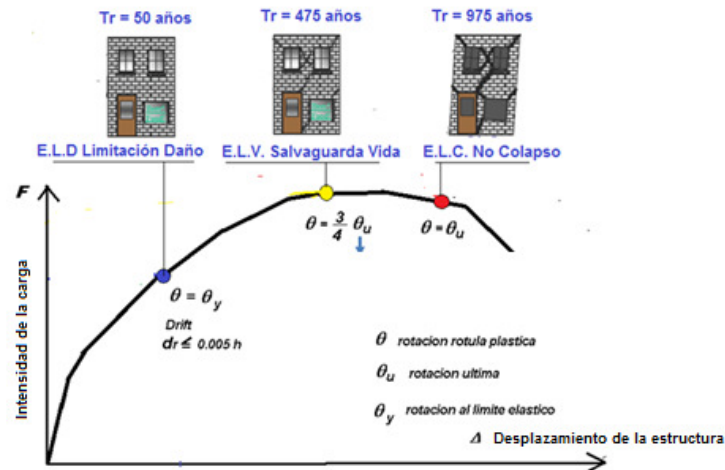 Tr = 50 años
Tr = 475 años
Tr = 975 años
E.L.D Limitación Daño
E.L.V. Salvaguarda Vida
E.L.C. No Colapso
F
Intensidad de la carga
θ = 3/4 θu
θ = θu
θ = θy
Drift
dr ≤ 0.005 h
θ rotacion rotula plastica
θu rotacion ultima
θy rotacion al limite elastico
Δ Desplazamiento de la estructura